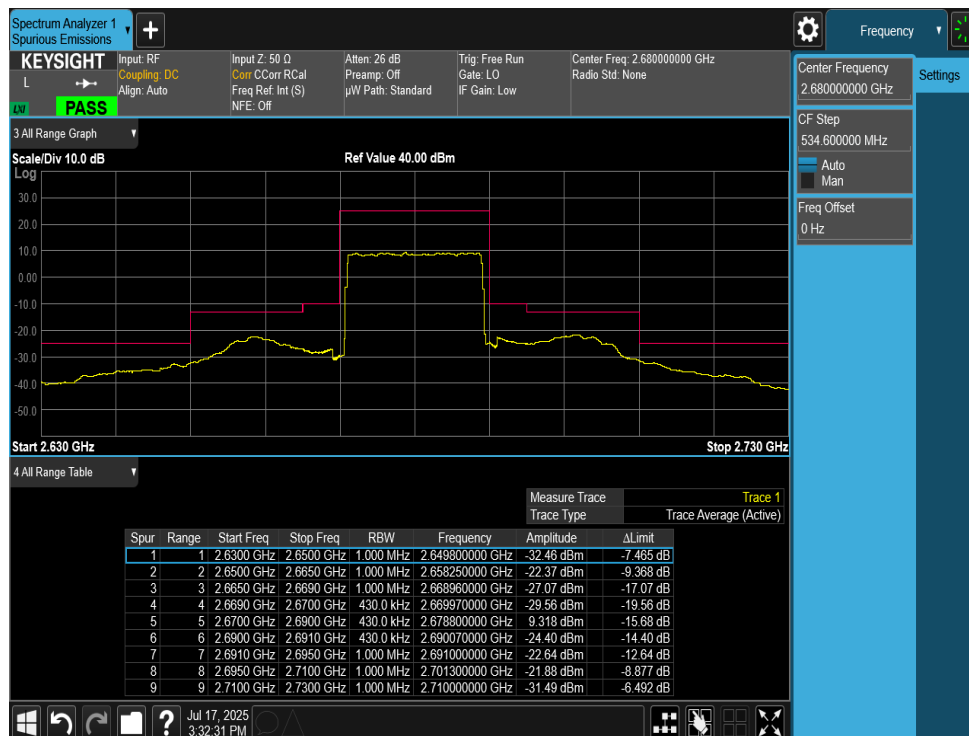 Spectrum Analyzer 1
Spurious Emissions
+
Frequency
KEYSIGHT
L
LXI
PASS
Input: RF
Coupling: DC
Align: Auto
Input Z: 50 Ω
Corr CCorr RCal
Freq Ref: Int (S)
NFE: Off
Atten: 26 dB
Preamp: Off
µW Path: Standard
Trig: Free Run
Gate: LO
IF Gain: Low
Center Freq: 2.680000000 GHz
Radio Std: None
Center Frequency
2.680000000 GHz
Settings
CF Step
534.600000 MHz
Auto
Man
Freq Offset
0 Hz
3 All Range Graph
Scale/Div 10.0 dB
Ref Value 40.00 dBm
Log
30.0
20.0
10.0
0.00
-10.0
-20.0
-30.0
-40.0
-50.0
Start 2.630 GHz
Stop 2.730 GHz
4 All Range Table
Measure Trace Trace 1
Trace Type Trace Average (Active)
Spur Range Start Freq Stop Freq RBW Frequency Amplitude ΔLimit
1 1 2.6300 GHz 2.6500 GHz 1.000 MHz 2.649800000 GHz -32.46 dBm -7.465 dB
2 2 2.6500 GHz 2.6650 GHz 1.000 MHz 2.658250000 GHz -22.37 dBm -9.368 dB
3 3 2.6650 GHz 2.6690 GHz 1.000 MHz 2.668960000 GHz -27.07 dBm -17.07 dB
4 4 2.6690 GHz 2.6700 GHz 430.0 kHz 2.669970000 GHz -29.56 dBm -19.56 dB
5 5 2.6700 GHz 2.6900 GHz 430.0 kHz 2.678800000 GHz 9.318 dBm -15.68 dB
6 6 2.6900 GHz 2.6910 GHz 430.0 kHz 2.690070000 GHz -24.40 dBm -14.40 dB
7 7 2.6910 GHz 2.6950 GHz 1.000 MHz 2.691000000 GHz -22.64 dBm -12.64 dB
8 8 2.6950 GHz 2.7100 GHz 1.000 MHz 2.701300000 GHz -21.88 dBm -8.877 dB
9 9 2.7100 GHz 2.7300 GHz 1.000 MHz 2.710000000 GHz -31.49 dBm -6.492 dB
?
Jul 17, 2025
3:32:31 PM